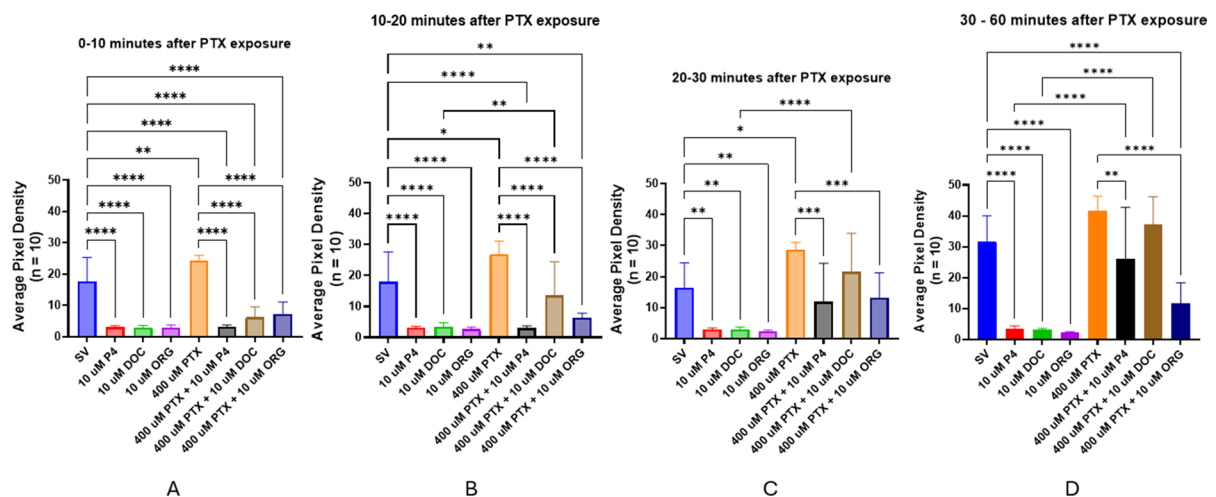 0-10 minutes after PTX exposure
****
****
****
**
****
****
****
****
****
****
Average Pixel Density
(n = 10)
50
40
30
20
10
0
SV
10 uM P4
10 uM DOC
10 uM ORG
400 uM PTX
400 uM PTX + 10 uM P4
400 uM PTX + 10 uM DOC
400 uM PTX + 10 uM ORG
A
10-20 minutes after PTX exposure
**
****
**
*
****
****
****
****
****
Average Pixel Density
(n = 10)
50
40
30
20
10
0
SV
10 uM P4
10 uM DOC
10 uM ORG
400 uM PTX
400 uM PTX + 10 uM P4
400 uM PTX + 10 uM DOC
400 uM PTX + 10 uM ORG
B
20-30 minutes after PTX exposure
****
*
**
***
**
**
***
Average Pixel Density
(n = 10)
50
40
30
20
10
0
SV
10 uM P4
10 uM DOC
10 uM ORG
400 uM PTX
400 uM PTX + 10 uM P4
400 uM PTX + 10 uM DOC
400 uM PTX + 10 uM ORG
C
30 - 60 minutes after PTX exposure
****
****
****
****
****
****
****
**
Average Pixel Density
(n = 10)
50
40
30
20
10
0
SV
10 uM P4
10 uM DOC
10 uM ORG
400 uM PTX
400 uM PTX + 10 uM P4
400 uM PTX + 10 uM DOC
400 uM PTX + 10 uM ORG
D